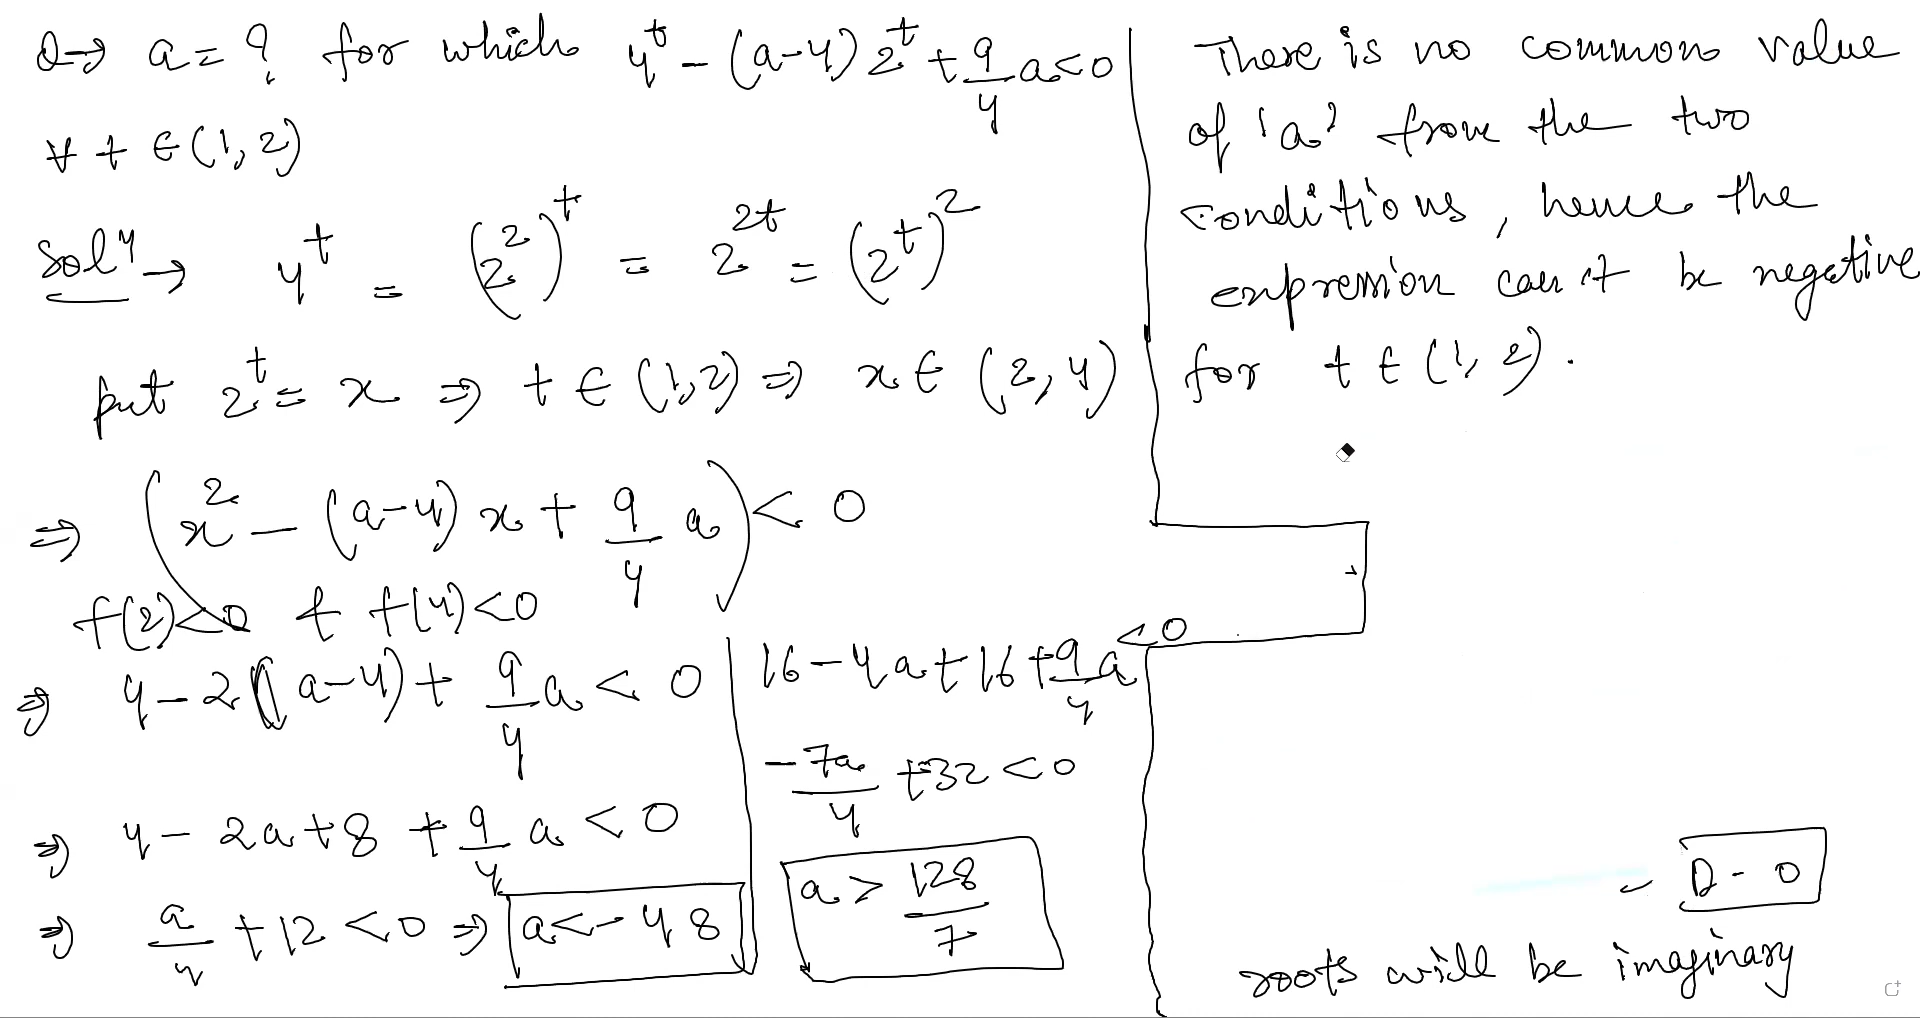 Q→ a = ? for which 4^t - (a-4) 2^t + 9/4 a < 0
∀ t ∈ (1, 2)
Solⁿ → 4^t = (2^2)^t = 2^2t = (2^t)^2
put 2^t = x ⇒ t ∈ (1,2) ⇒ x ∈ (2, 4)
⇒ (x^2 - (a-4) x + 9/4 a) < 0
f(2)<0 & f(4)<0
⇒ 4 - 2(a-4) + 9/4 a < 0
⇒ 4 - 2a + 8 + 9/4 a < 0
⇒ a/4 + 12 < 0 ⇒ a < -48
16 - 4a + 16 + 9/4 a < 0
-7a/4 + 32 < 0
a > 128/7
There is no common value
of 'a' from the two
conditions, hence the
expression can't be negative
for t ∈ (1, 2).
- D - 0
roots will be imaginary